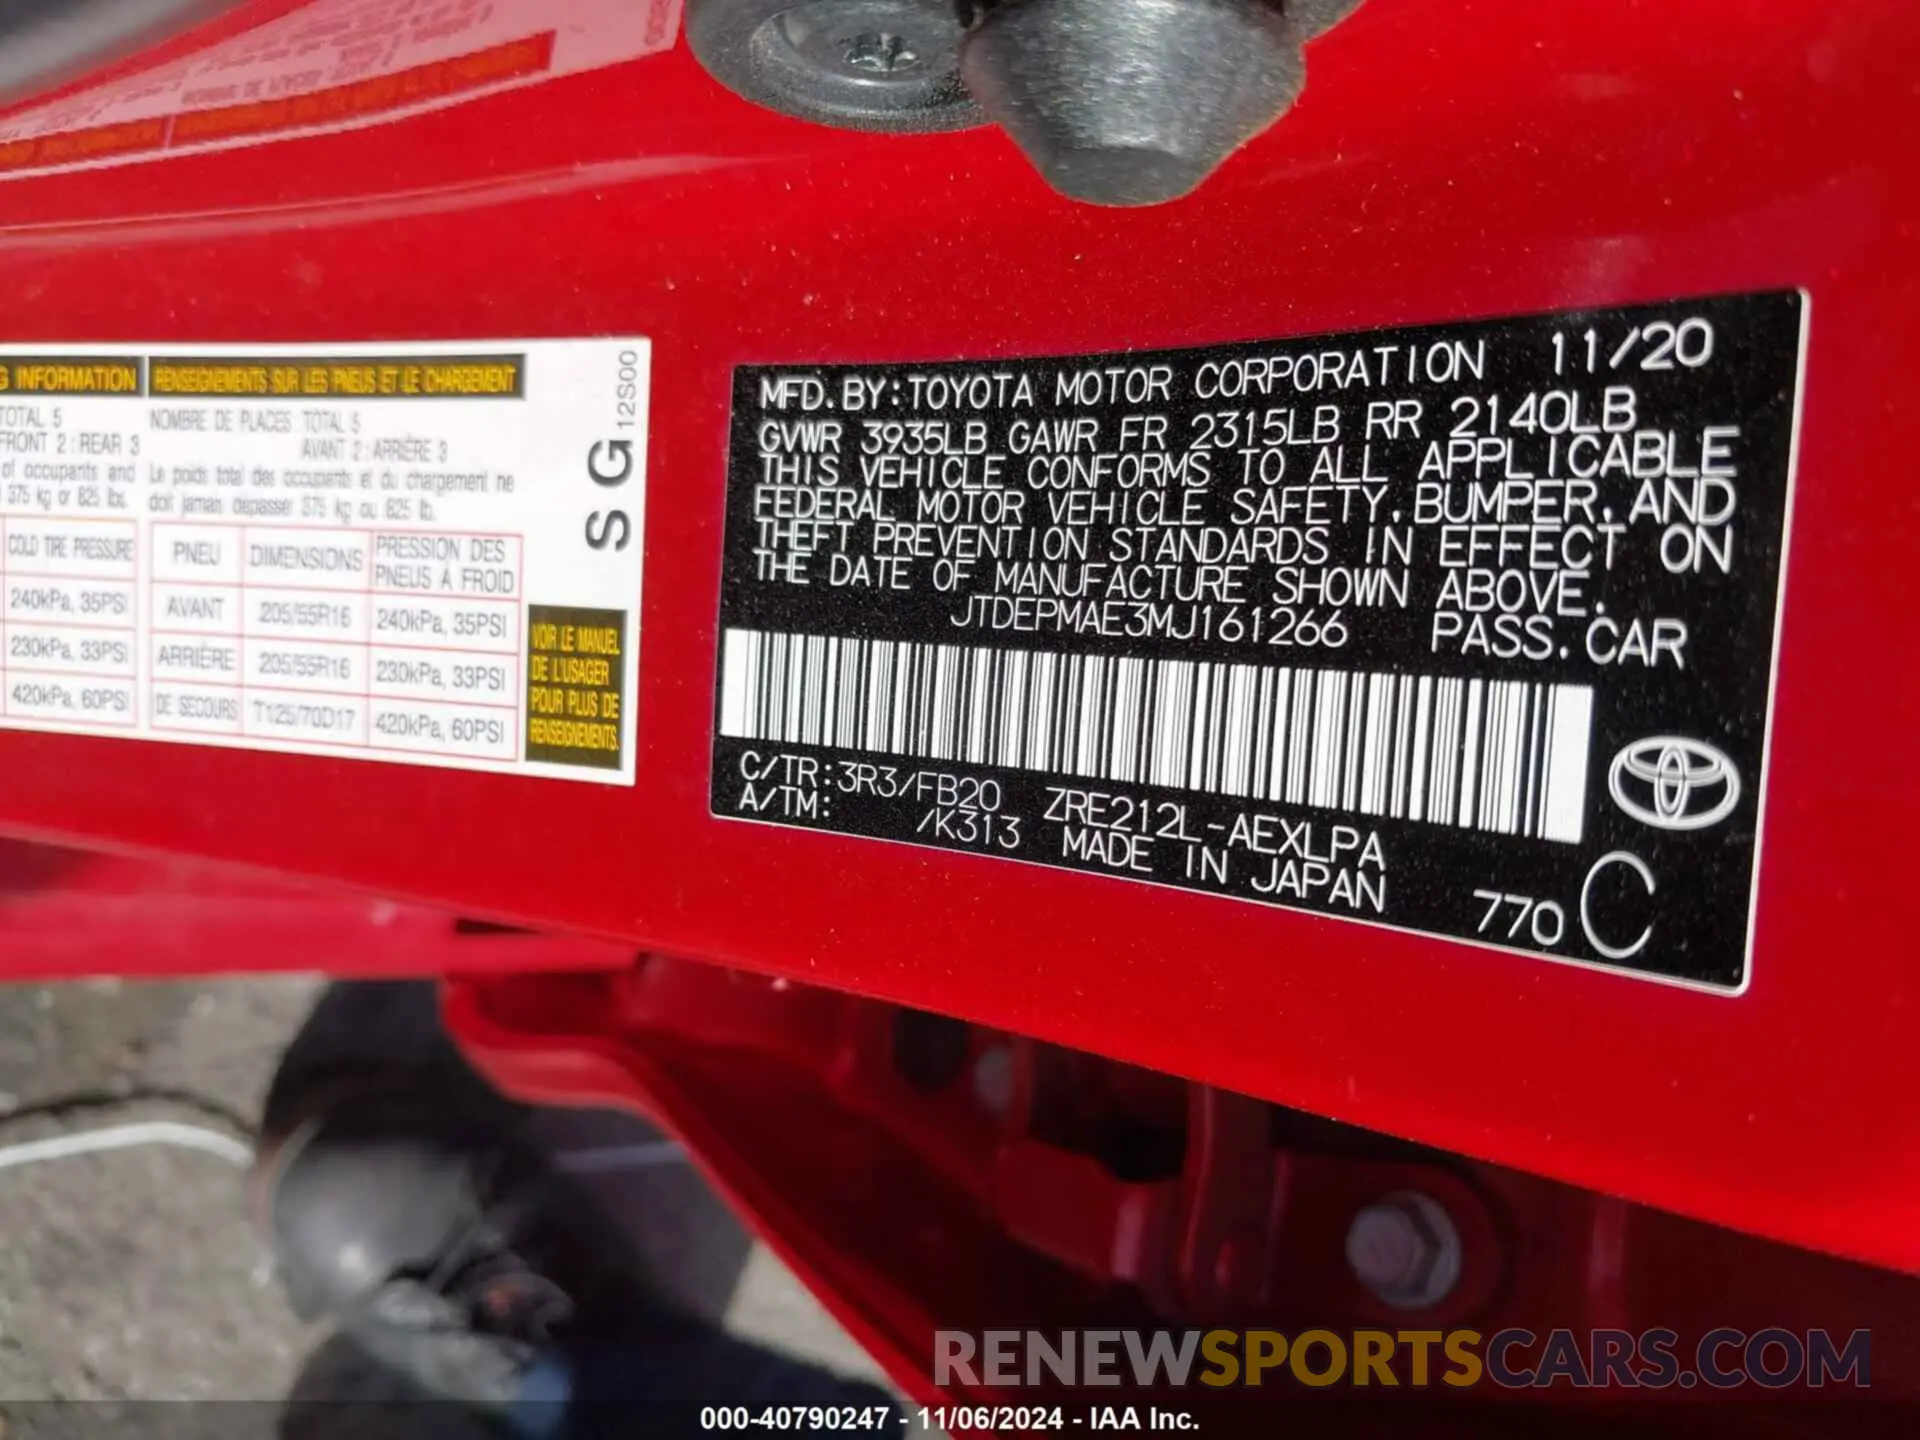 G INFORMATION
TOTAL 5
FRONT 2 : REAR 3
of occupants and
375 kg or 825 lbs.
COLD TIRE PRESSURE
240kPa, 35PSI
230kPa, 33PSI
420kPa, 60PSI
RENSEIGNEMENTS SUR LES PNEUS ET LE CHARGEMENT
NOMBRE DE PLACES TOTAL 5
AVANT 2 : ARRIÈRE 3
Le poids total des occupants et du chargement ne
doit jamais dépasser 375 kg ou 825 lb.
PNEU DIMENSIONS PRESSION DES PNEUS À FROID
AVANT 205/55R16 240kPa, 35PSI
ARRIÈRE 205/55R16 230kPa, 33PSI
DE SECOURS T125/70D17 420kPa, 60PSI
S G 12S00
VOIR LE MANUEL
DE L'USAGER
POUR PLUS DE
RENSEIGNEMENTS.
MFD. BY: TOYOTA MOTOR CORPORATION 11/20
GVWR 3935LB GAWR FR 2315LB RR 2140LB
THIS VEHICLE CONFORMS TO ALL APPLICABLE
FEDERAL MOTOR VEHICLE SAFETY, BUMPER, AND
THEFT PREVENTION STANDARDS IN EFFECT ON
THE DATE OF MANUFACTURE SHOWN ABOVE.
JTDEPMAE3MJ161266 PASS. CAR
C/TR: 3R3/FB20 ZRE212L-AEXLPA
A/TM: /K313 MADE IN JAPAN
770 C
RENEWSPORTSCARS.COM
000-40790247 - 11/06/2024 - IAA Inc.